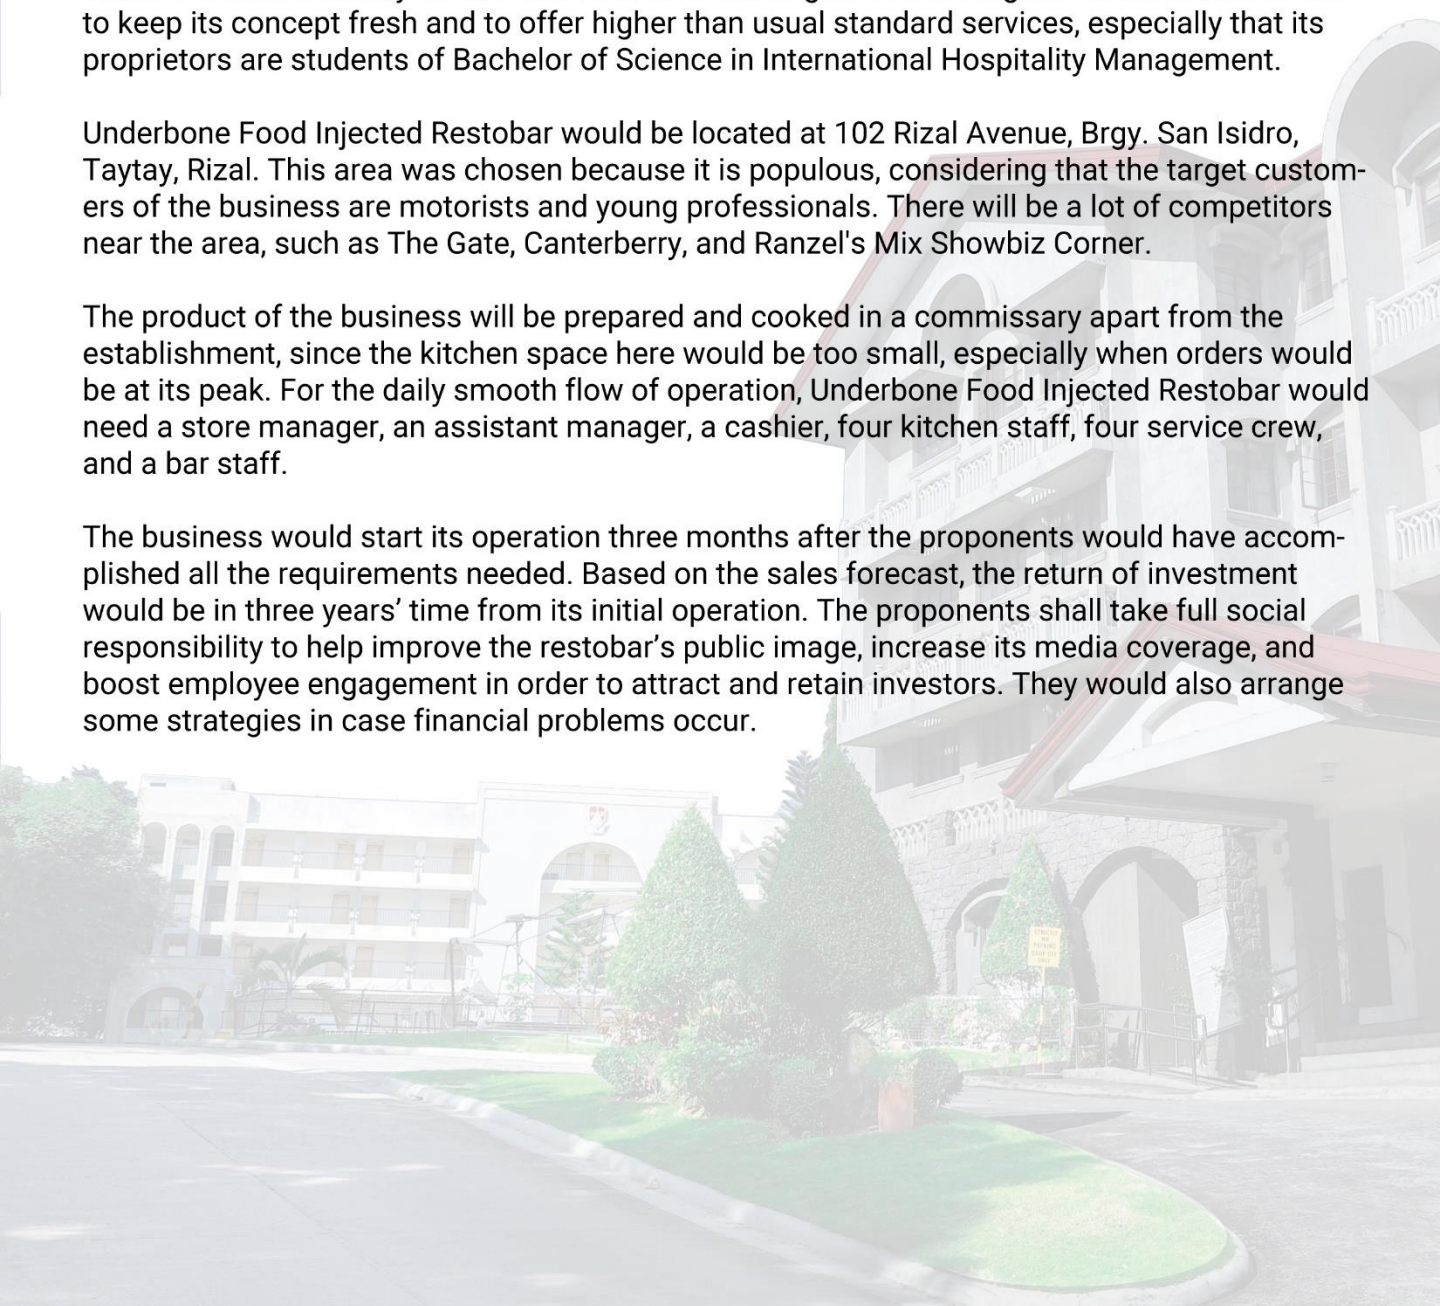 to keep its concept fresh and to offer higher than usual standard services, especially that its
proprietors are students of Bachelor of Science in International Hospitality Management.
Underbone Food Injected Restobar would be located at 102 Rizal Avenue, Brgy. San Isidro,
Taytay, Rizal. This area was chosen because it is populous, considering that the target custom-
ers of the business are motorists and young professionals. There will be a lot of competitors
near the area, such as The Gate, Canterberry, and Ranzel's Mix Showbiz Corner.
The product of the business will be prepared and cooked in a commissary apart from the
establishment, since the kitchen space here would be too small, especially when orders would
be at its peak. For the daily smooth flow of operation, Underbone Food Injected Restobar would
need a store manager, an assistant manager, a cashier, four kitchen staff, four service crew,
and a bar staff.
The business would start its operation three months after the proponents would have accom-
plished all the requirements needed. Based on the sales forecast, the return of investment
would be in three years’ time from its initial operation. The proponents shall take full social
responsibility to help improve the restobar’s public image, increase its media coverage, and
boost employee engagement in order to attract and retain investors. They would also arrange
some strategies in case financial problems occur.